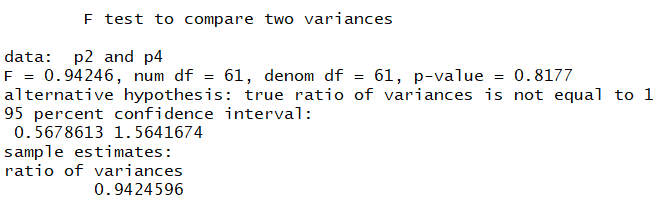 F test to compare two variances
data:  p2 and p4
F = 0.94246, num df = 61, denom df = 61, p-value = 0.8177
alternative hypothesis: true ratio of variances is not equal to 1
95 percent confidence interval:
0.5678613 1.5641674
sample estimates:
ratio of variances
0.9424596